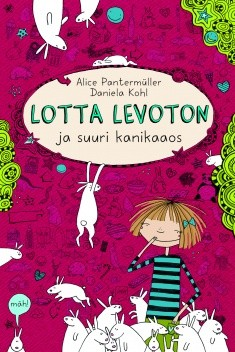 Alice Pantermüller
Daniela Kohl
LOTTA LEVOTON
ja suuri kanikaaos
mäh!